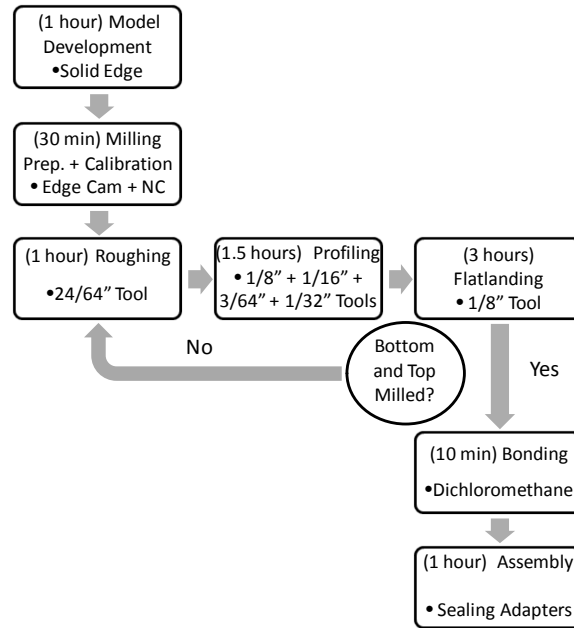 (1 hour) Model
Development
•Solid Edge
(30 min) Milling
Prep. + Calibration
• Edge Cam + NC
(1 hour) Roughing
•24/64” Tool
(1.5 hours) Profiling
• 1/8” + 1/16” +
3/64” + 1/32” Tools
(3 hours)
Flatlanding
• 1/8” Tool
No
Bottom
and Top
Milled?
Yes
(10 min) Bonding
•Dichloromethane
(1 hour) Assembly
• Sealing Adapters